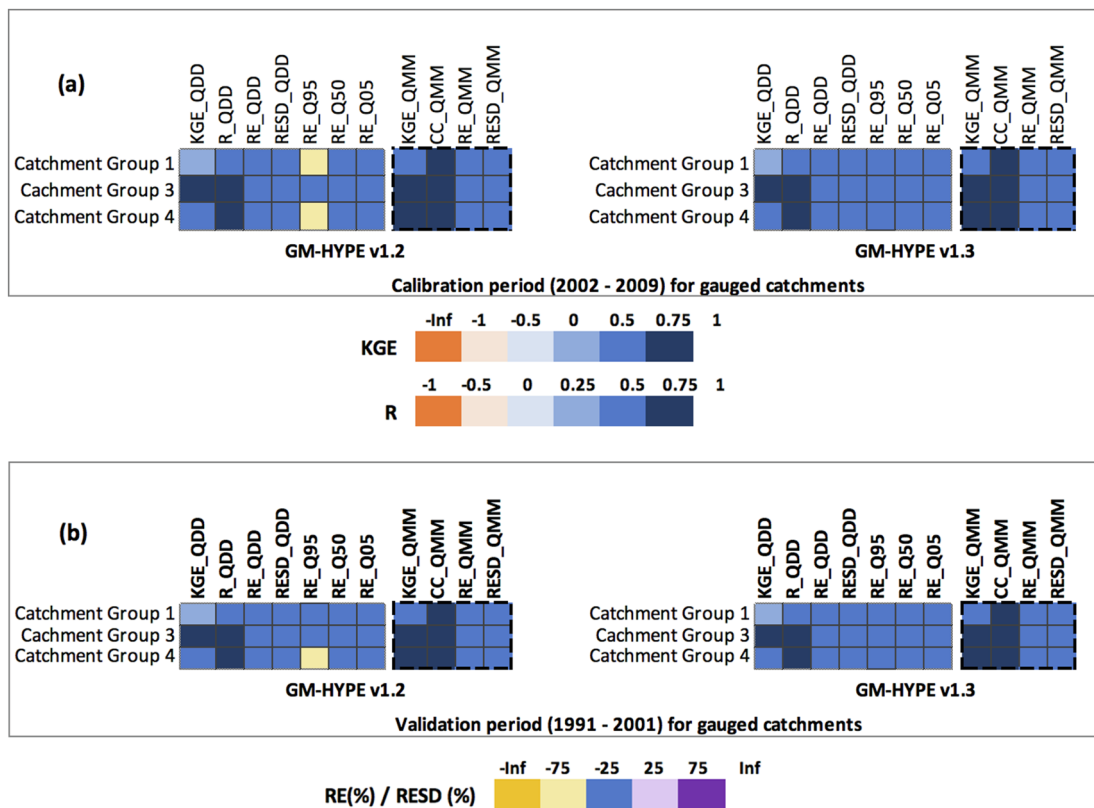 (a)
KGE_QDD R_QDD RE_QDD RESD_QDD RE_Q95 RE_Q50 RE_Q05 KGE_QMM CC_QMM RE_QMM RESD_QMM KGE_QDD R_QDD RE_QDD RESD_QDD RE_Q95 RE_Q50 RE_Q05 KGE_QMM CC_QMM RE_QMM RESD_QMM
Catchment Group 1 Catchment Group 1
Cachment Group 3 Cachment Group 3
Catchment Group 4 Catchment Group 4
GM-HYPE v1.2 GM-HYPE v1.3
Calibration period (2002 - 2009) for gauged catchments
-Inf -1 -0.5 0 0.5 0.75 1
KGE
-1 -0.5 0 0.25 0.5 0.75 1
R
(b)
KGE_QDD R_QDD RE_QDD RESD_QDD RE_Q95 RE_Q50 RE_Q05 KGE_QMM CC_QMM RE_QMM RESD_QMM KGE_QDD R_QDD RE_QDD RESD_QDD RE_Q95 RE_Q50 RE_Q05 KGE_QMM CC_QMM RE_QMM RESD_QMM
Catchment Group 1 Catchment Group 1
Cachment Group 3 Cachment Group 3
Catchment Group 4 Catchment Group 4
GM-HYPE v1.2 GM-HYPE v1.3
Validation period (1991 - 2001) for gauged catchments
-Inf -75 -25 25 75 Inf
RE(%) / RESD (%)